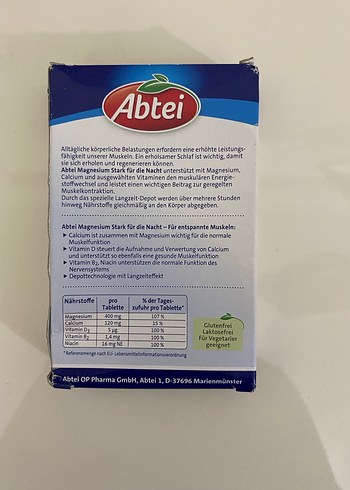 Abtei
Alltägliche körperliche Belastungen erfordern eine erhöhte Leistungs-
fähigkeit unserer Muskeln. Ein erholsamer Schlaf ist wichtig, damit
sie sich erholen und regenerieren können.
Abtei Magnesium Stark für die Nacht unterstützt mit Magnesium,
Calcium und ausgewählten Vitaminen den muskulären Energie-
stoffwechsel und leistet einen wichtigen Beitrag zur geregelten
Muskelkontraktion.
Durch das spezielle Langzeit-Depot werden über mehrere Stunden
hinweg Nährstoffe gleichmäßig an den Körper abgegeben.
Abtei Magnesium Stark für die Nacht – Für entspannte Muskeln:
► Calcium ist zusammen mit Magnesium wichtig für die normale
Muskelfunktion
► Vitamin D steuert die Aufnahme und Verwertung von Calcium
und unterstützt so ebenfalls eine gesunde Muskelfunktion
► Vitamin B₂, Niacin unterstützen die normale Funktion des
Nervensystems
► Depottechnologie mit Langzeiteffekt
Nährstoffe pro Tablette % der Tages-zufuhr pro Tablette*
Magnesium 400 mg 107 %
Calcium 120 mg 15 %
Vitamin D₃ 5 µg 100 %
Vitamin B₂ 1,4 mg 100 %
Niacin 16 mg NE 100 %
*Referenzmenge nach EU-Lebensmittelinformationsverordnung
Glutenfrei
Laktosefrei
Für Vegetarier
geeignet
Abtei OP Pharma GmbH, Abtei 1, D-37696 Marienmünster